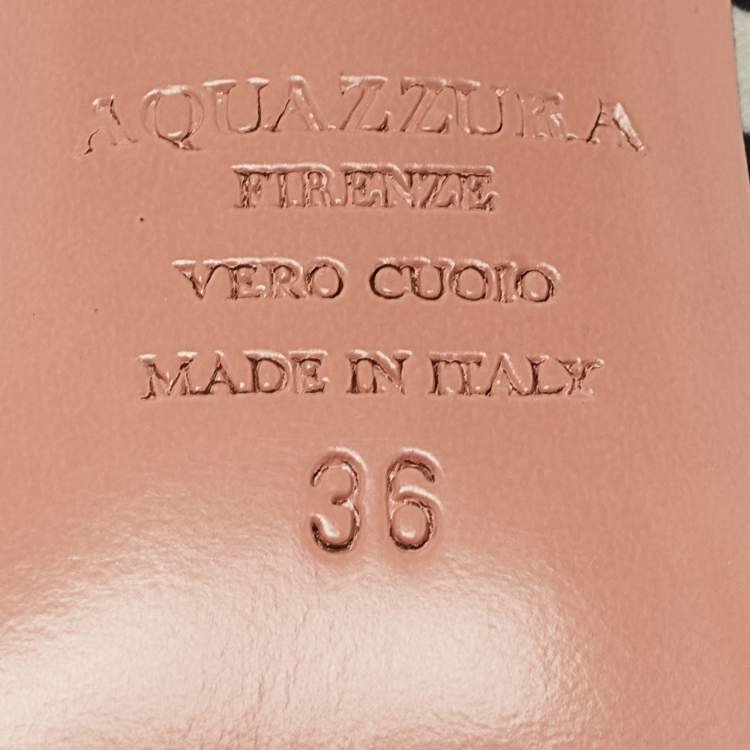 AQUAZZURA
FIRENZE
VERO CUOIO
MADE IN ITALY
36